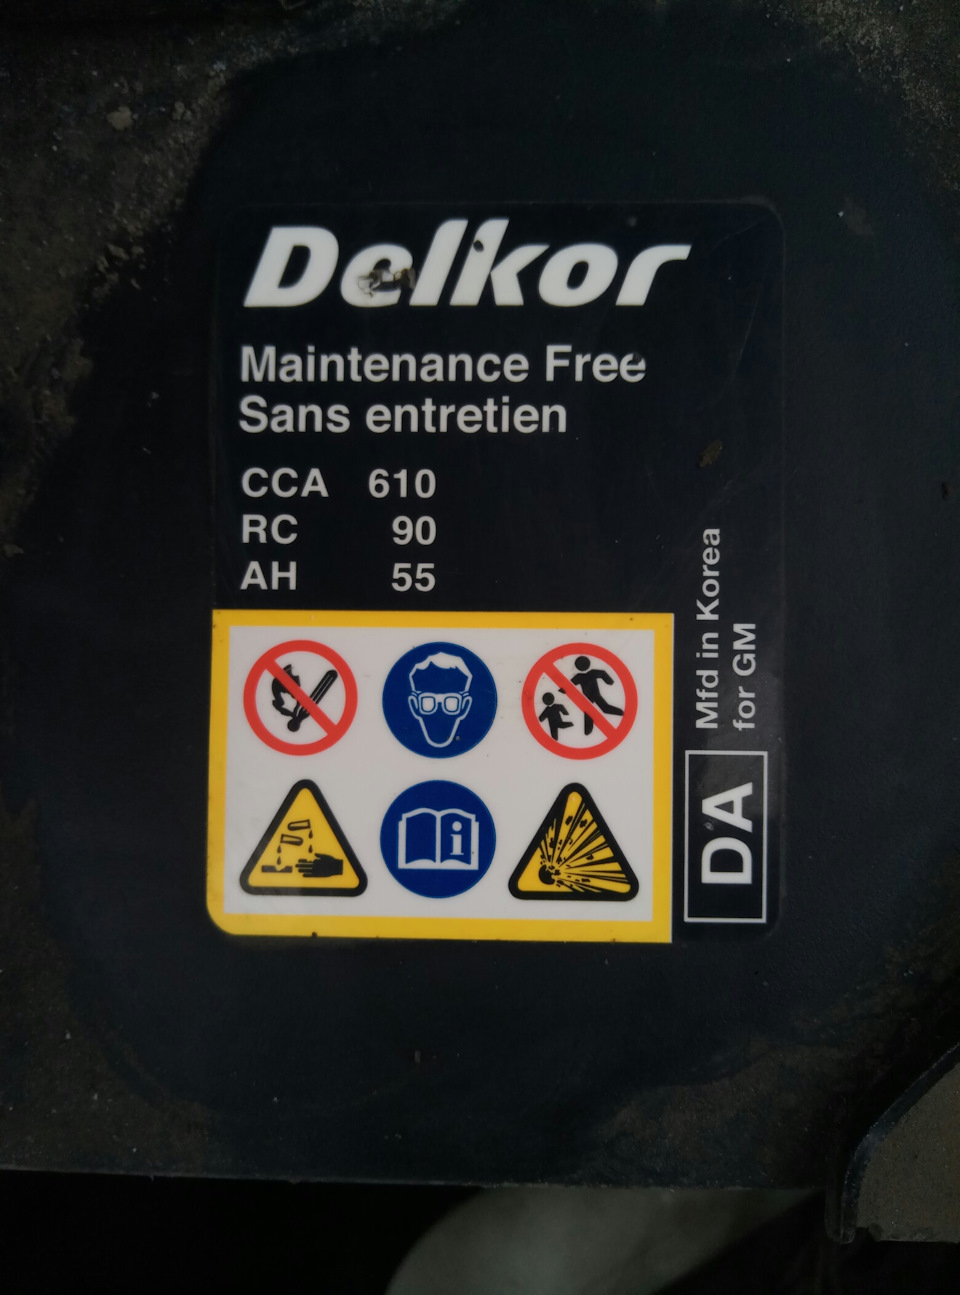 Delkor
Maintenance Free
Sans entretien
CCA 610
RC 90
AH 55
Mfd in Korea
for GM
DA